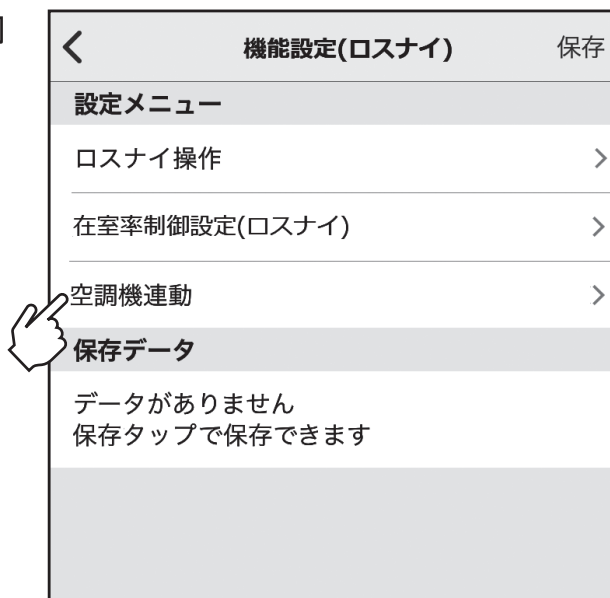 機能設定(ロスナイ)
保存
設定メニュー
ロスナイ操作
在室率制御設定(ロスナイ)
空調機連動
保存データ
データがありません
保存タップで保存できます